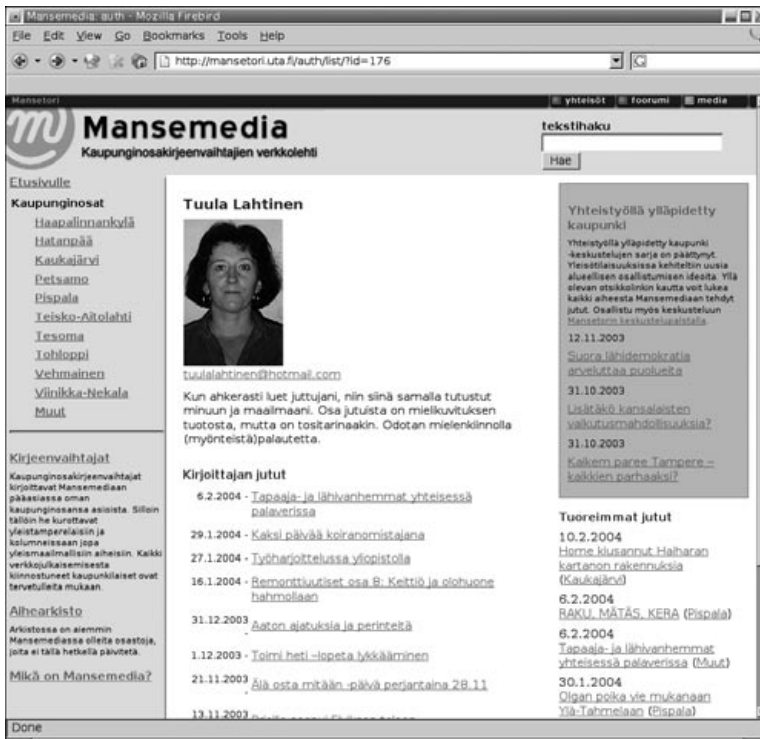 Mansemedia: auth - Mozilla Firebird
File Edit View Go Bookmarks Tools Help
http://mansetori.uta.fi/auth/list/?id=176
Mansetori
yhteisöt
foorumi
media
m
Mansemedia
Kaupunginosakirjeenvaihtajien verkkolehti
tekstihaku
Hae
Etusivulle
Kaupunginosat
Haapalinnankylä
Hatanpää
Kaukajärvi
Petsamo
Pispala
Teisko-Aitolahti
Tesoma
Tohloppi
Vehmainen
Viinikka-Nekala
Muut
Kirjeenvaihtajat
Kaupunginosakirjeenvaihtajat
kirjoittavat Mansemediaan
pääasiassa oman
kaupunginosansa asioista. Silloin
tällöin he kurottavat
yleistamperelaisiin ja
kolumneissaan jopa
yleismaailmallisiin aiheisiin. Kaikki
verkkojulkaisemisesta
kiinnostuneet kaupunkilaiset ovat
tervetulleita mukaan.
Aihearkisto
Arkistossa on aiemmin
Mansemediassa olleita osastoja,
joita ei tällä hetkellä päivitetä.
Mikä on Mansemedia?
Tuula Lahtinen
tuulalahtinen@hotmail.com
Kun ahkerasti luet juttujani, niin siinä samalla tutustut
minuun ja maailmaani. Osa jutuista on mielikuvituksen
tuotosta, mutta on tositarinaakin. Odotan mielenkiinnolla
(myönteistä)palautetta.
Kirjoittajan jutut
6.2.2004 - Tapaaja- ja lähivanhemmat yhteisessä
palaverissa
29.1.2004 - Kaksi päivää koiranomistajana
27.1.2004 - Työharjoittelussa yliopistolla
16.1.2004 - Remonttiuutiset osa 8: Keittiö ja olohuone
hahmollaan
31.12.2003 - Aaton ajatuksia ja perinteitä
1.12.2003 - Toimi heti –lopeta lykkääminen
21.11.2003 - Älä osta mitään -päivä perjantaina 28.11
13.11.2003
Yhteistyöllä ylläpidetty
kaupunki
Yhteistyöllä ylläpidetty kaupunki
-keskustelujen sarja on päättynyt.
Yleisötilaisuuksissa kehiteltiin uusia
alueellisen osallistumisen ideoita. Yllä
olevan otsikkolinkin kautta voit lukea
kaikki aiheesta Mansemediaan tehdyt
jutut. Osallistu myös keskusteluun
Mansetorin keskustelupalstalla.
12.11.2003
Suora lähidemokratia
arveluttaa puolueita
31.10.2003
Lisätäkö kansalaisten
vaikutusmahdollisuuksia?
31.10.2003
Kaikem paree Tampere –
kaikkien parhaaksi?
Tuoreimmat jutut
10.2.2004
Home kiusannut Haiharan
kartanon rakennuksia
(Kaukajärvi)
6.2.2004
RAKU, MÄTÄS, KERA (Pispala)
6.2.2004
Tapaaja- ja lähivanhemmat
yhteisessä palaverissa (Muut)
30.1.2004
Olgan poika vie mukanaan
Ylä-Tahmelaan (Pispala)
Done